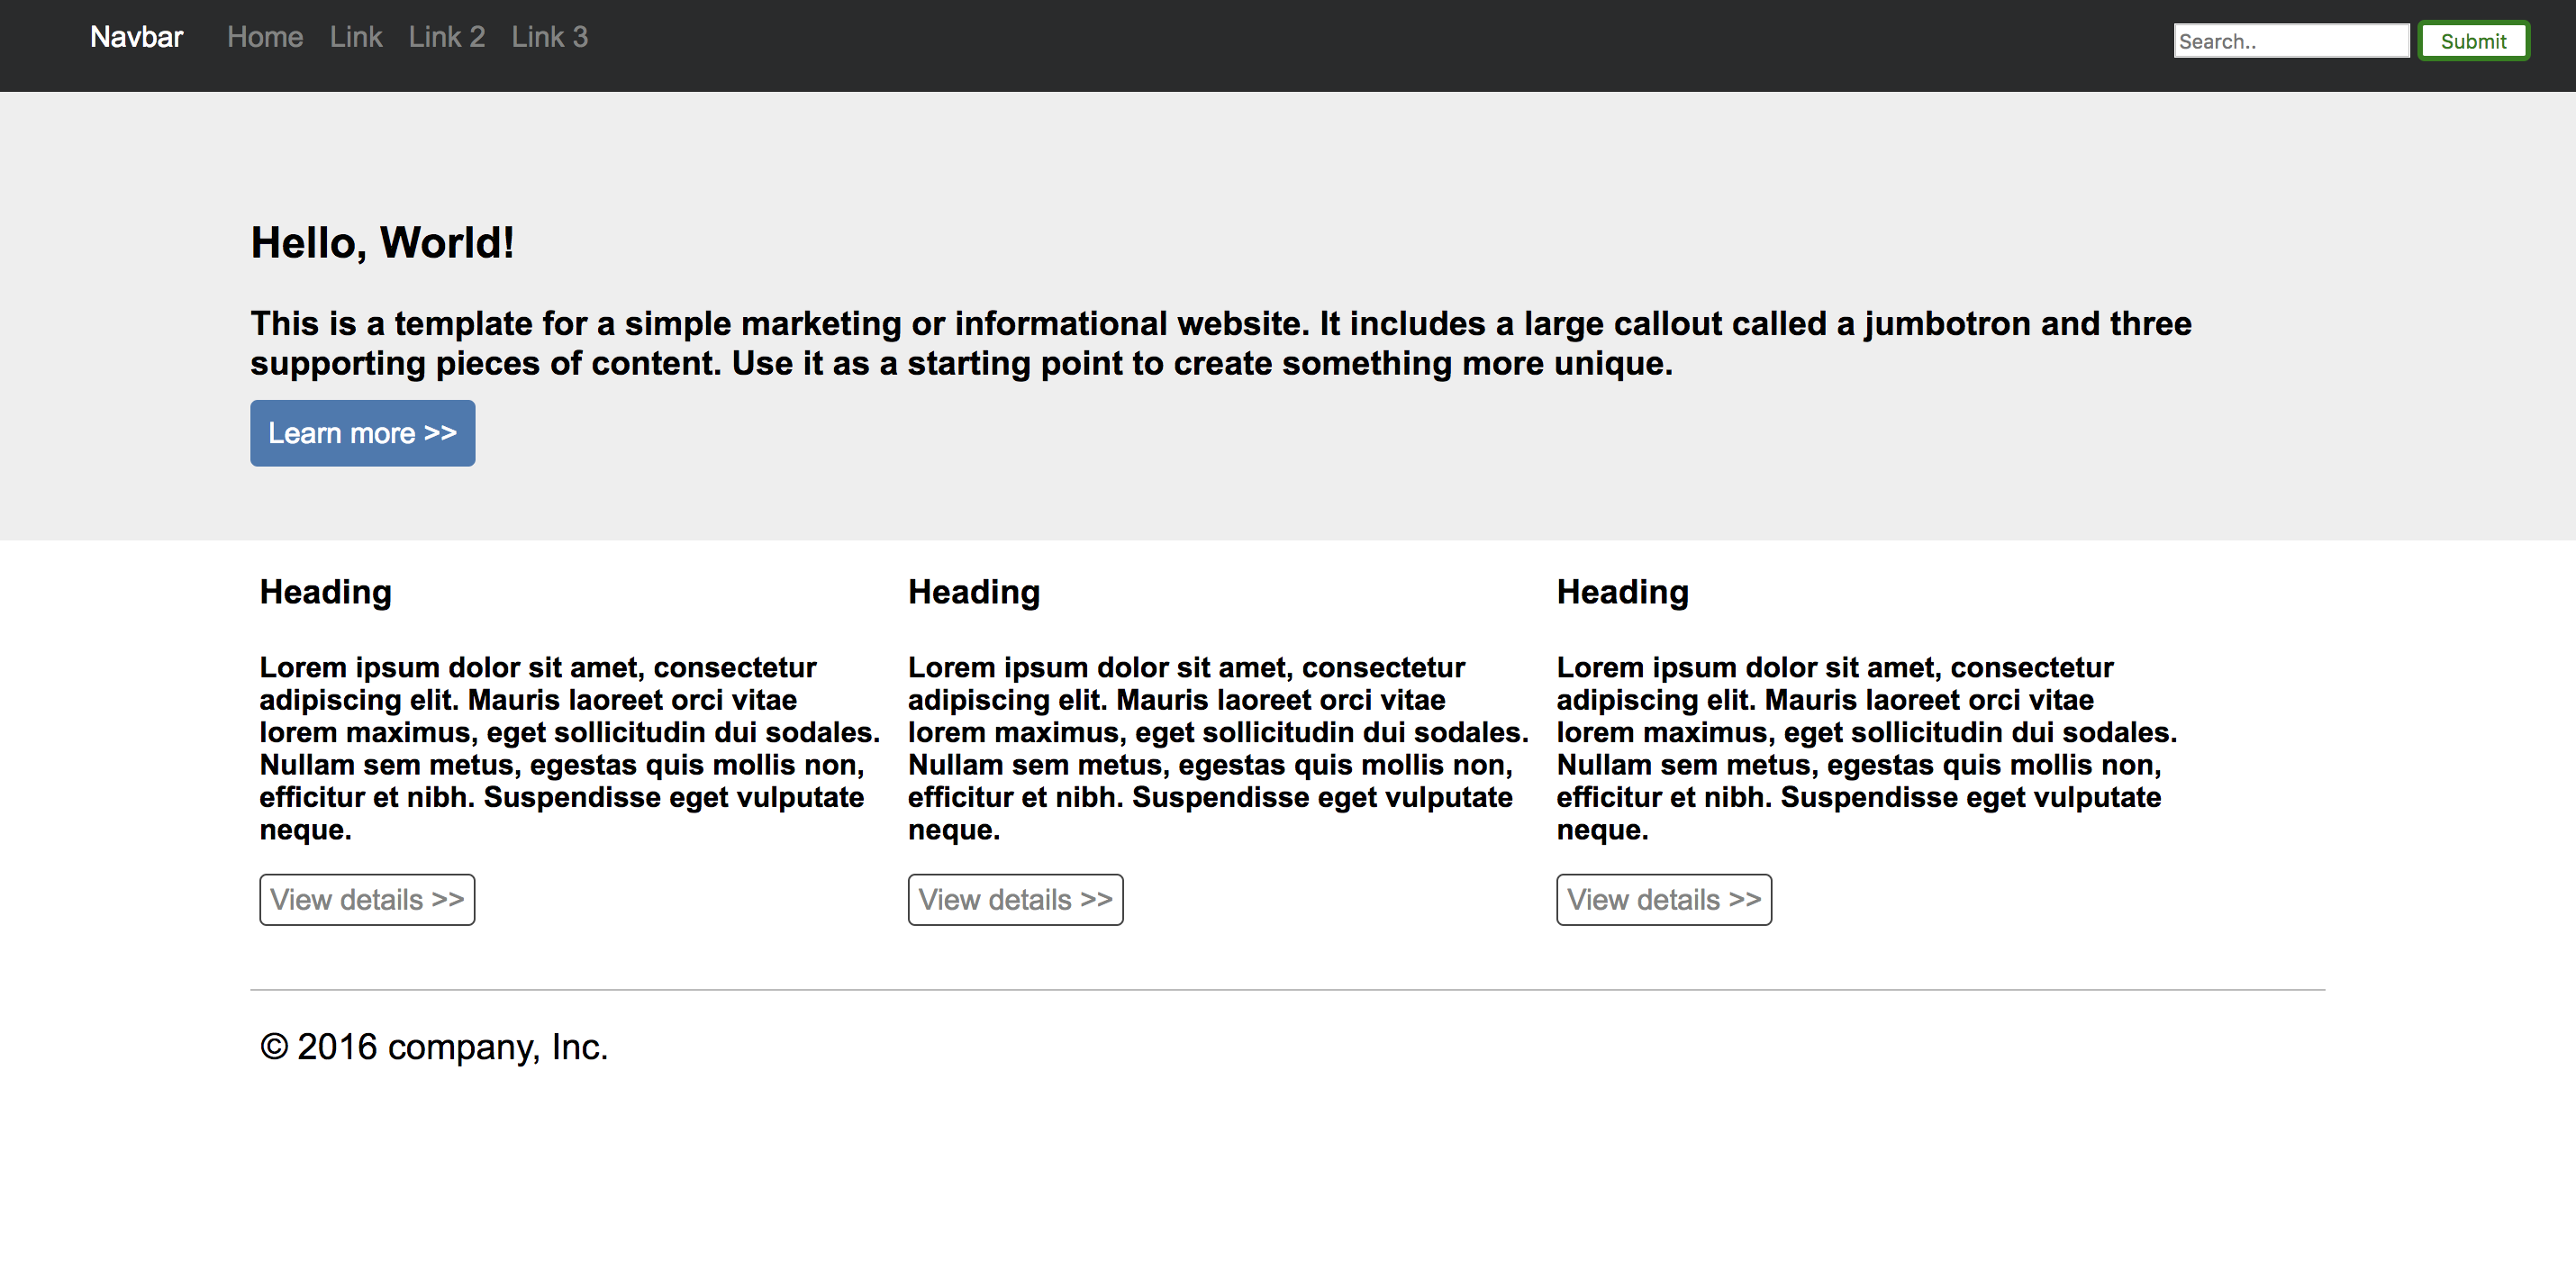 Navbar Home Link Link 2 Link 3 Search.. Submit
Hello, World!
This is a template for a simple marketing or informational website. It includes a large callout called a jumbotron and three
supporting pieces of content. Use it as a starting point to create something more unique.
Learn more >>
Heading
Lorem ipsum dolor sit amet, consectetur
adipiscing elit. Mauris laoreet orci vitae
lorem maximus, eget sollicitudin dui sodales.
Nullam sem metus, egestas quis mollis non,
efficitur et nibh. Suspendisse eget vulputate
neque.
View details >>
Heading
Lorem ipsum dolor sit amet, consectetur
adipiscing elit. Mauris laoreet orci vitae
lorem maximus, eget sollicitudin dui sodales.
Nullam sem metus, egestas quis mollis non,
efficitur et nibh. Suspendisse eget vulputate
neque.
View details >>
Heading
Lorem ipsum dolor sit amet, consectetur
adipiscing elit. Mauris laoreet orci vitae
lorem maximus, eget sollicitudin dui sodales.
Nullam sem metus, egestas quis mollis non,
efficitur et nibh. Suspendisse eget vulputate
neque.
View details >>
© 2016 company, Inc.